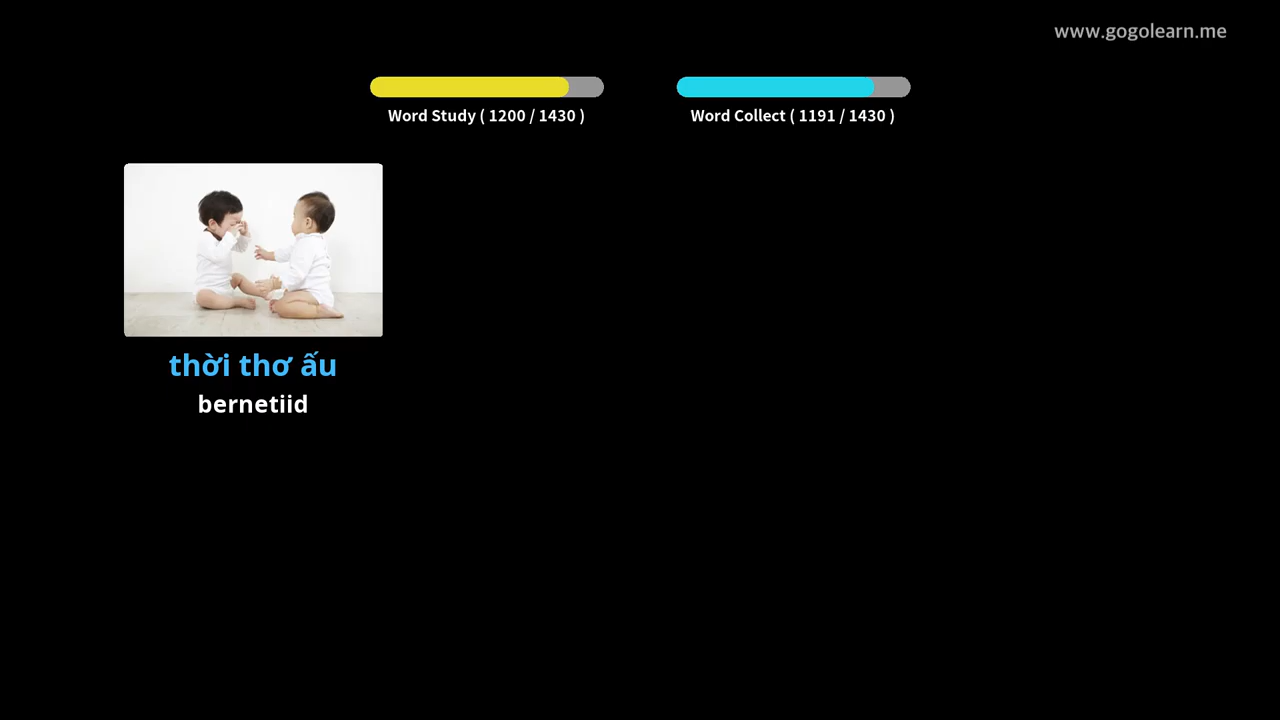 www.gogolearn.me
Word Study ( 1200 / 1430 )
Word Collect ( 1191 / 1430 )
thời thơ ấu
bernetiid